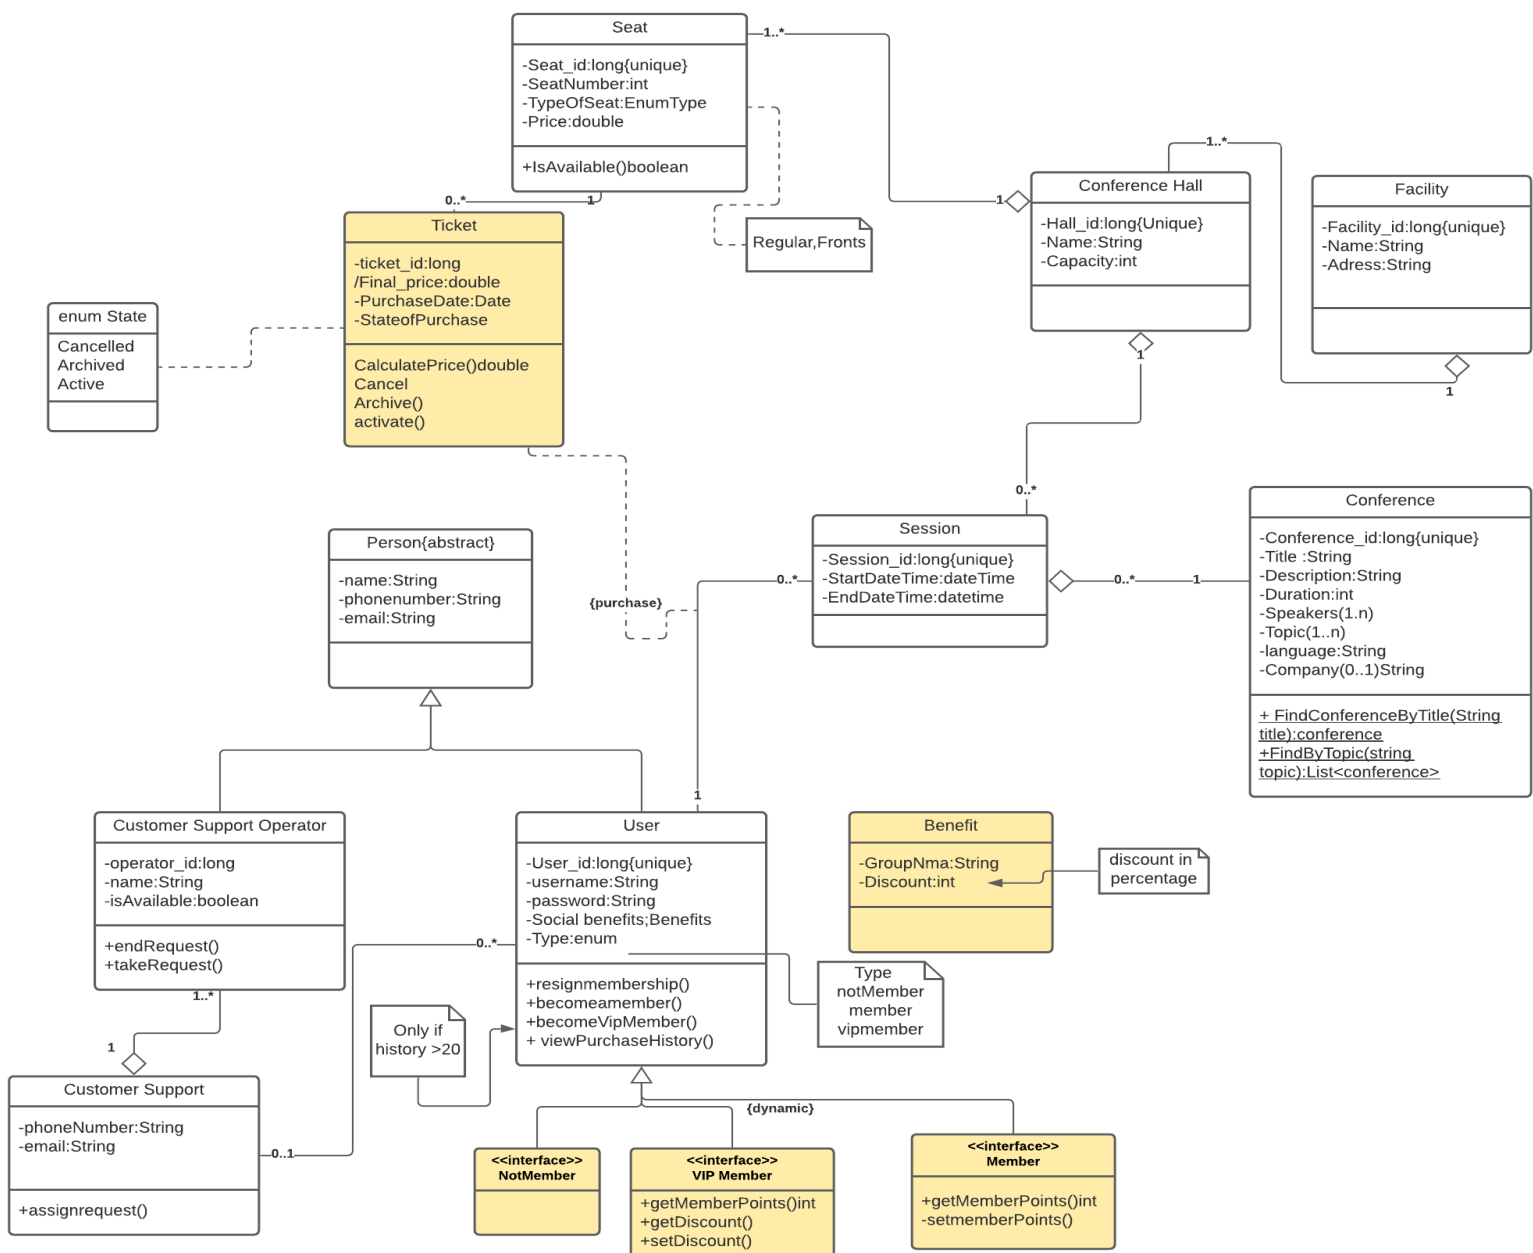 Seat
-Seat_id:long{unique}
-SeatNumber:int
-TypeOfSeat:EnumType
-Price:double
+IsAvailable()boolean
1..*
1
0..*
1
Regular,Fronts
Conference Hall
-Hall_id:long{Unique}
-Name:String
-Capacity:int
1..*
1
Facility
-Facility_id:long{unique}
-Name:String
-Adress:String
1
Ticket
-ticket_id:long
/Final_price:double
-PurchaseDate:Date
-StateofPurchase
CalculatePrice()double
Cancel
Archive()
activate()
enum State
Cancelled
Archived
Active
0..*
Session
-Session_id:long{unique}
-StartDateTime:dateTime
-EndDateTime:datetime
0..*
0..*
1
Conference
-Conference_id:long{unique}
-Title :String
-Description:String
-Duration:int
-Speakers(1.n)
-Topic(1..n)
-language:String
-Company(0..1)String
+ FindConferenceByTitle(String
title):conference
+FindByTopic(string
topic):List<conference>
Person{abstract}
-name:String
-phonenumber:String
-email:String
{purchase}
1
Customer Support Operator
-operator_id:long
-name:String
-isAvailable:boolean
+endRequest()
+takeRequest()
1..*
1
Customer Support
-phoneNumber:String
-email:String
+assignrequest()
0..1
0..*
User
-User_id:long{unique}
-username:String
-password:String
-Social benefits;Benefits
-Type:enum
+resignmembership()
+becomeamember()
+becomeVipMember()
+ viewPurchaseHistory()
Only if
history >20
Benefit
-GroupNma:String
-Discount:int
discount in
percentage
Type
notMember
member
vipmember
{dynamic}
<<interface>>
NotMember
<<interface>>
VIP Member
+getMemberPoints()int
+getDiscount()
+setDiscount()
<<interface>>
Member
+getMemberPoints()int
-setmemberPoints()